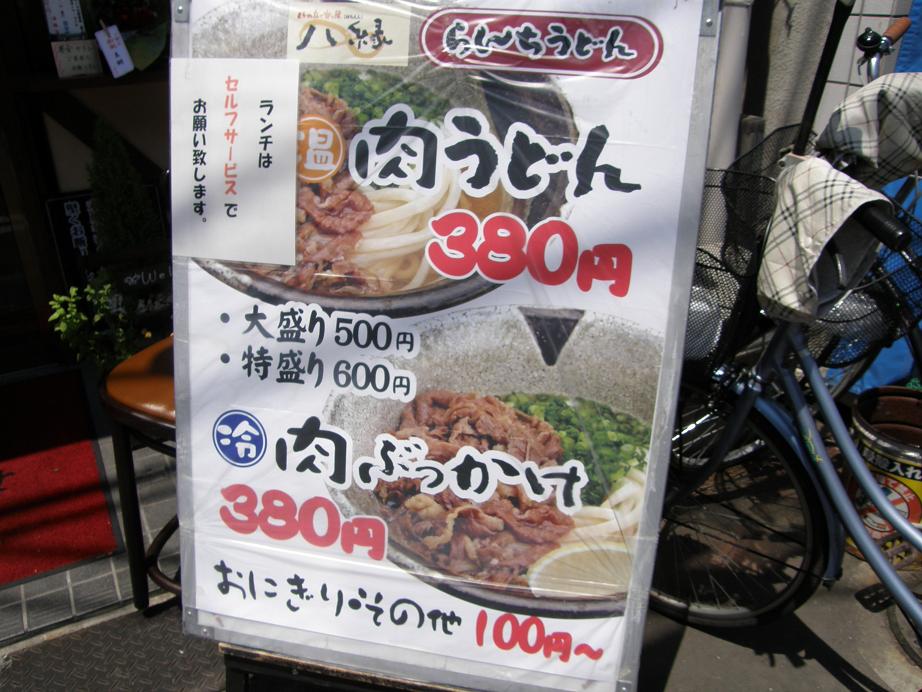 八縁
らんちうどん
ランチは
セルフサービスで
お願い致します。
温 肉うどん
380円
・大盛り500円
・特盛り600円
冷 肉ぶっかけ
380円
おにぎり・その他 100円～